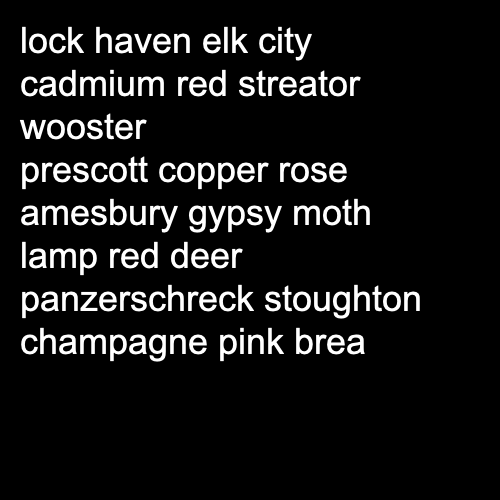 lock haven elk city
cadmium red streator
wooster
prescott copper rose
amesbury gypsy moth
lamp red deer
panzerschreck stoughton
champagne pink brea